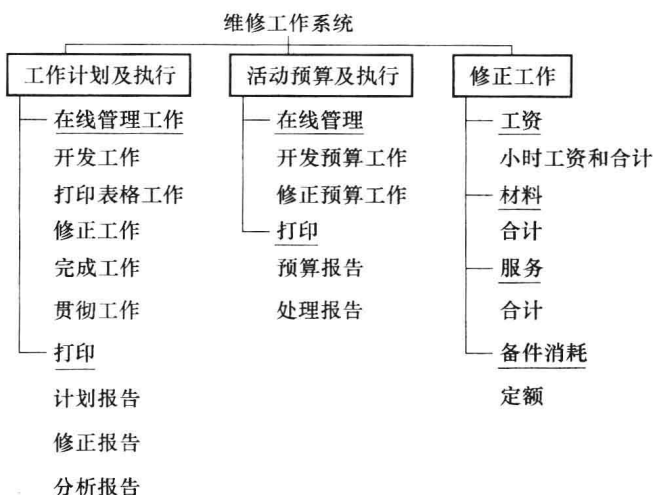 维修工作系统
工作计划及执行
在线管理工作
开发工作
打印表格工作
修正工作
完成工作
贯彻工作
打印
计划报告
修正报告
分析报告
活动预算及执行
在线管理
开发预算工作
修正预算工作
打印
预算报告
处理报告
修正工作
工资
小时工资和合计
材料
合计
服务
合计
备件消耗
定额